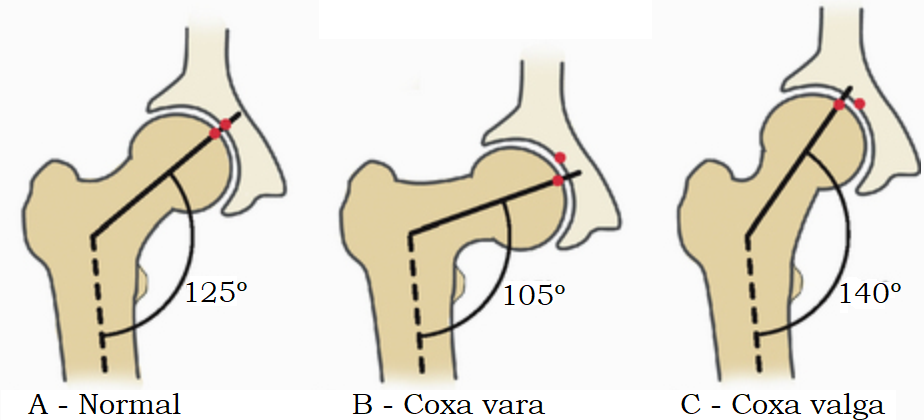 125º
105º
140º
A - Normal
B - Coxa vara
C - Coxa valga